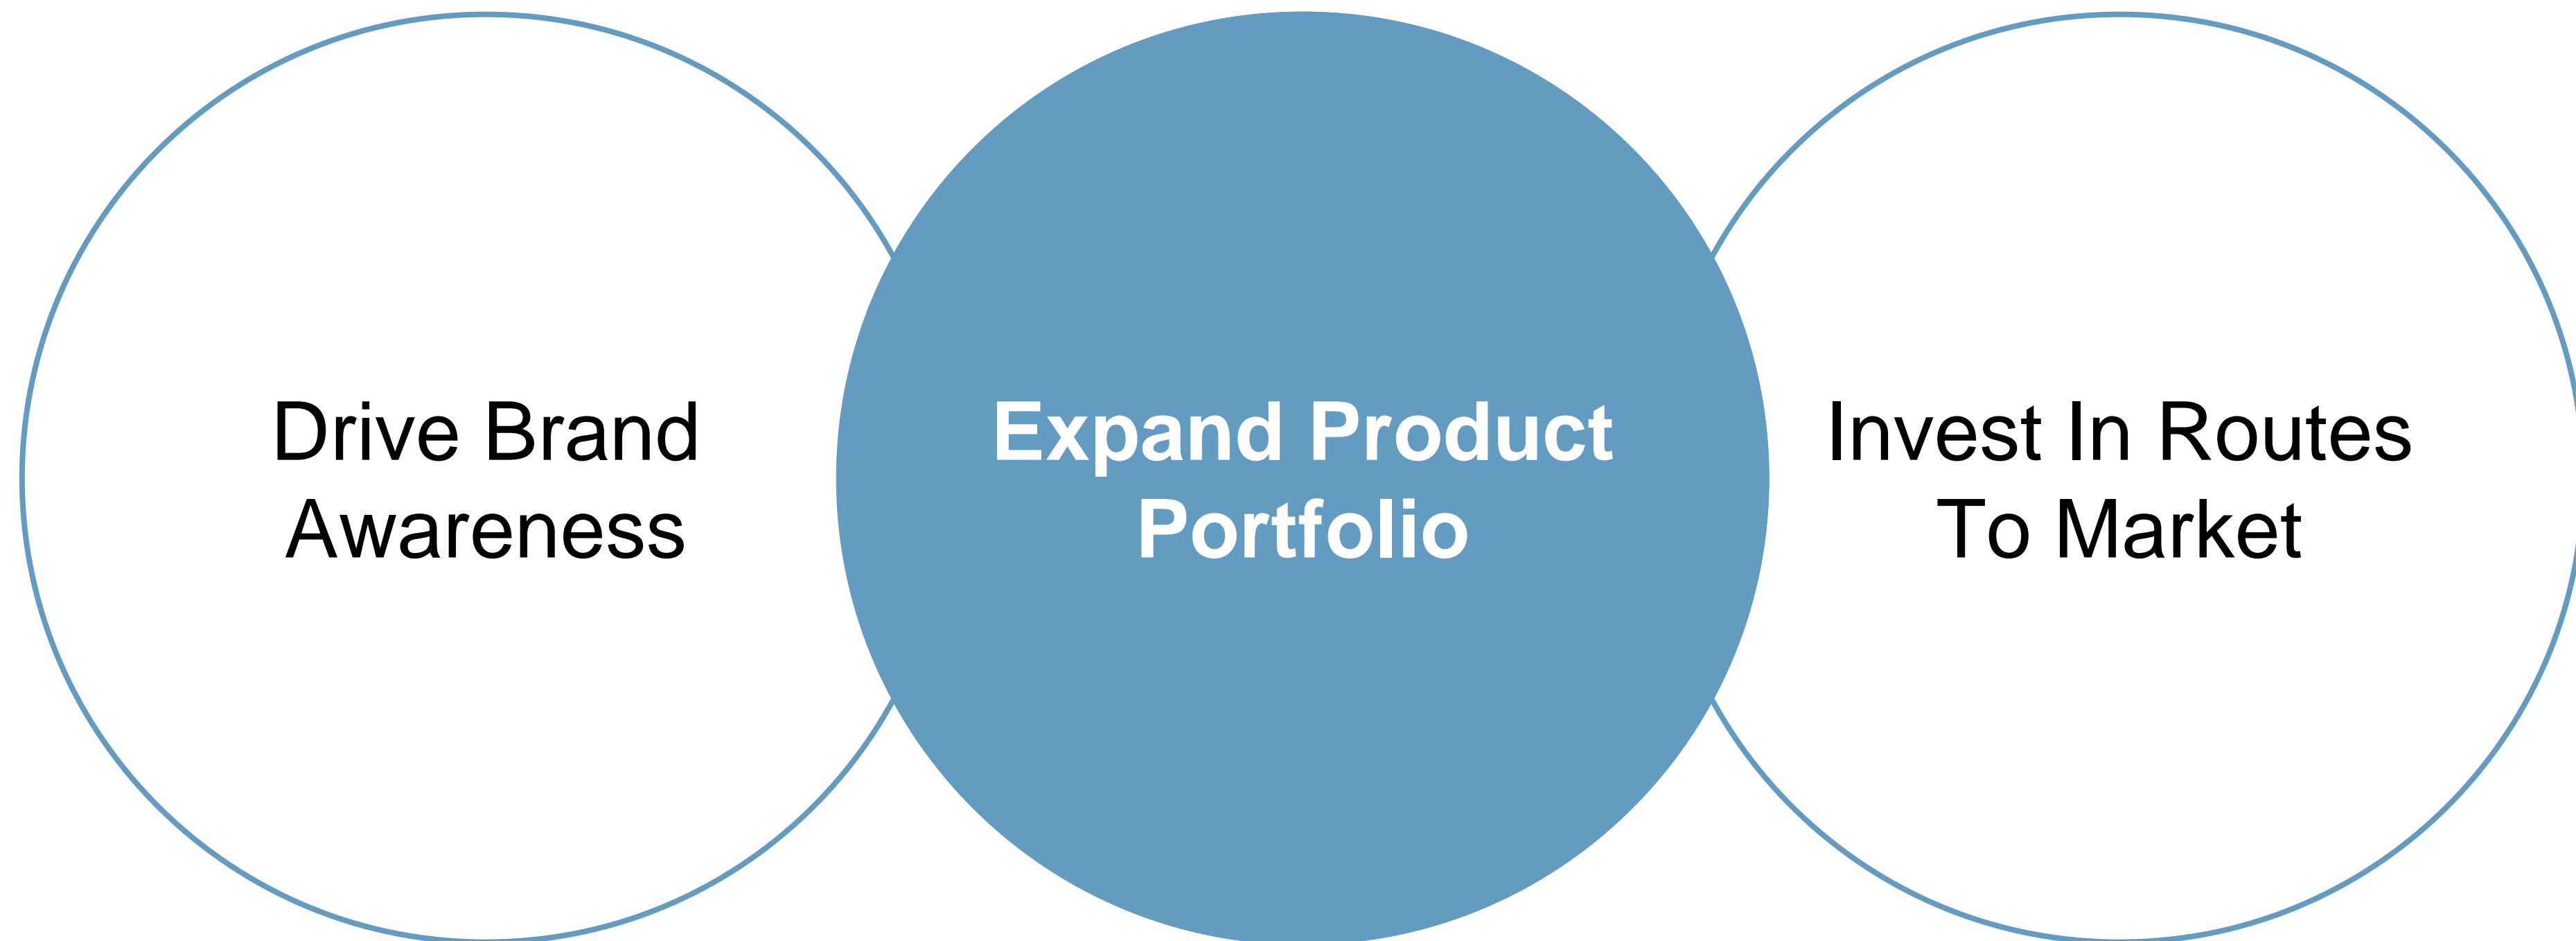 Drive Brand
Awareness
Expand Product
Portfolio
Invest In Routes
To Market